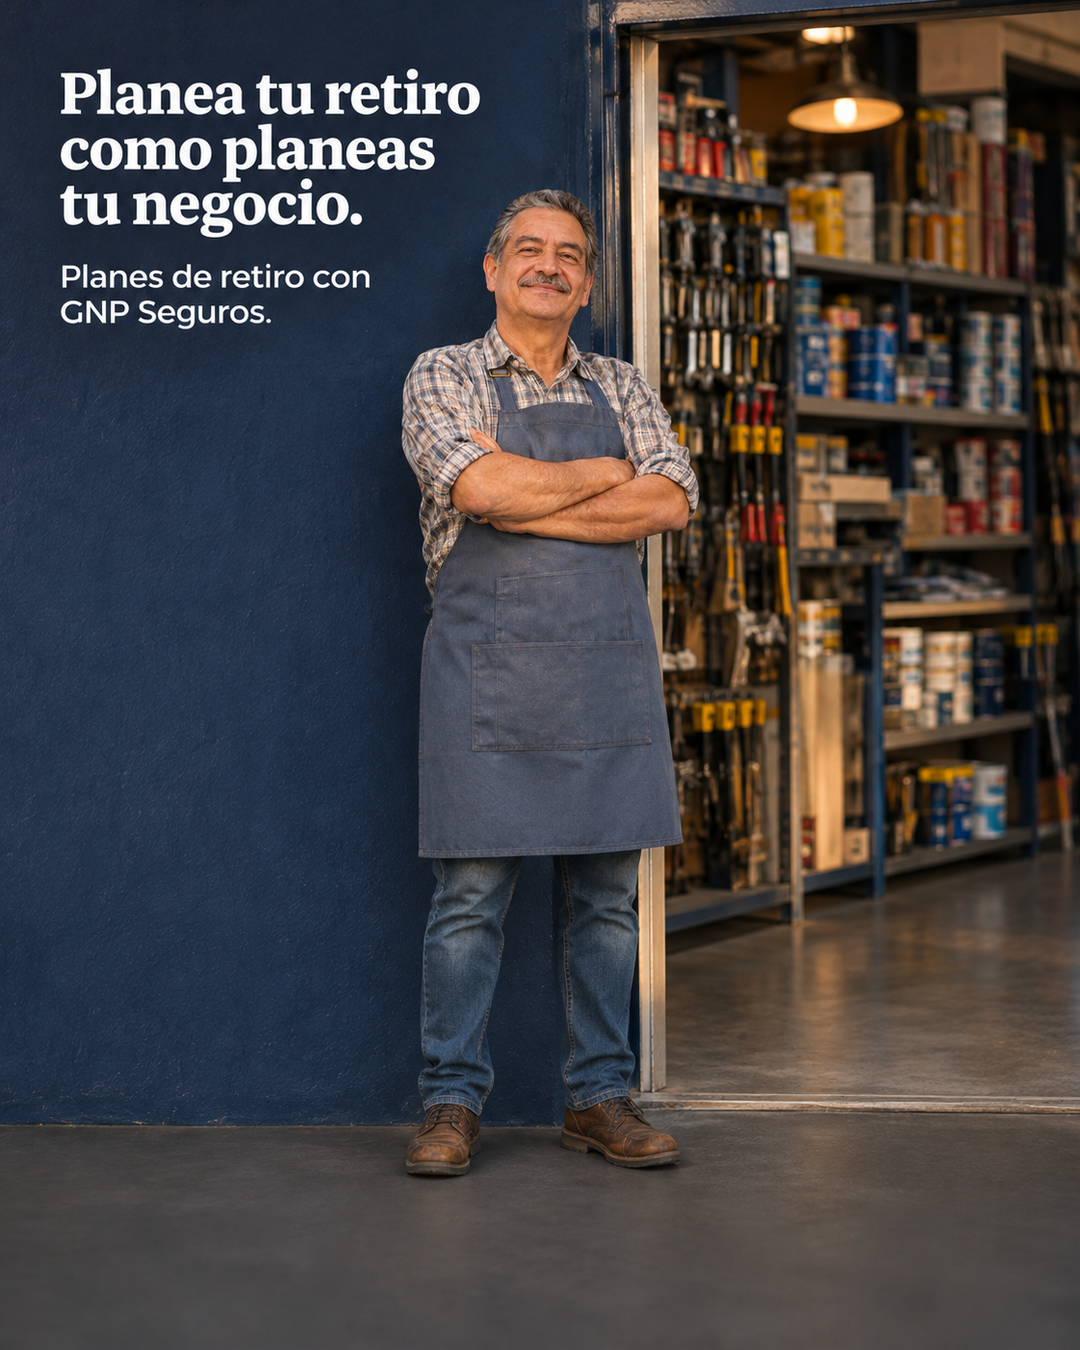 Planea tu retiro
como planeas
tu negocio.
Planes de retiro con
GNP Seguros.